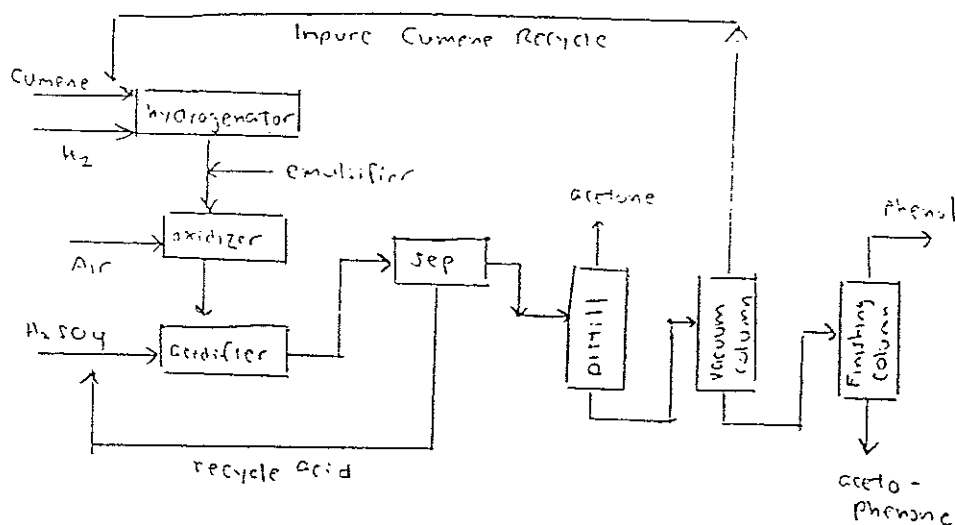 Inpure Cumene Recycle
Cumene
hydrogenator
H2
emulsifier
acetone
phenol
oxidizer
Air
sep
Distill
Vacuum
column
Finishing
column
H2SO4
acidifier
recycle acid
aceto-
phenone